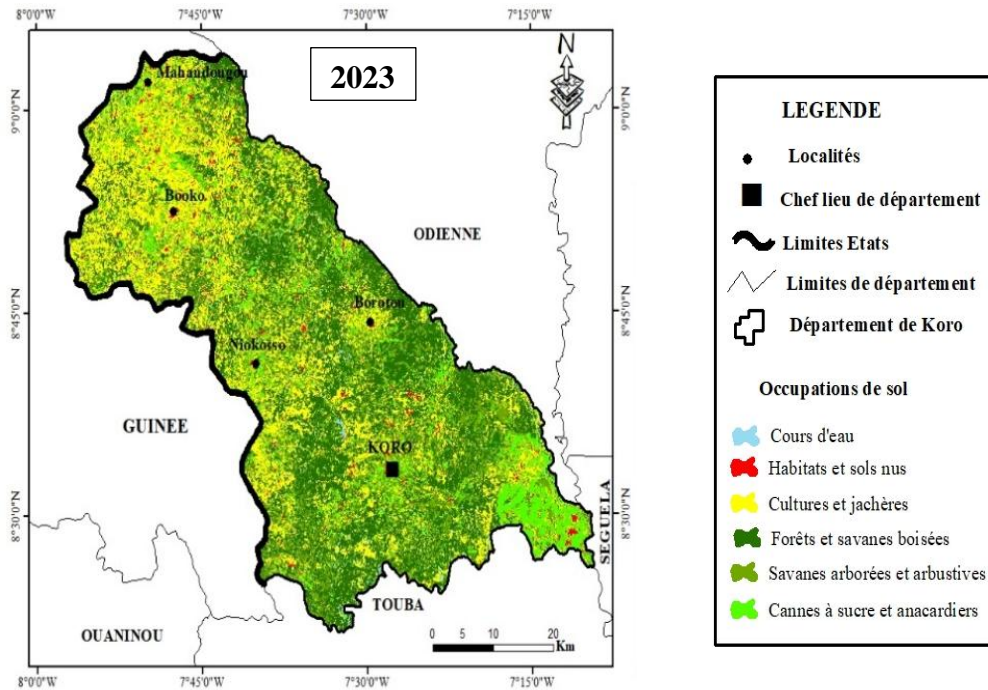 8°0'0"W
7°45'0"W
7°30'0"W
7°15'0"W
2023
N
9°0'0"N
9°0'0"N
Mahandougou
Booko
ODIENNE
8°45'0"N
8°45'0"N
Borotou
Niokosso
GUINEE
KORO
8°30'0"N
8°30'0"N
SEGUELA
TOUBA
OUANINOU
0 10 20
Km
8°0'0"W
7°45'0"W
7°30'0"W
7°15'0"W
LEGENDE
Localités
Chef lieu de département
Limites Etats
Limites de département
Département de Koro
Occupations de sol
Cours d'eau
Habitats et sols nus
Cultures et jachères
Forêts et savanes boisées
Savanes arborées et arbustives
Cannes à sucre et anacardiers